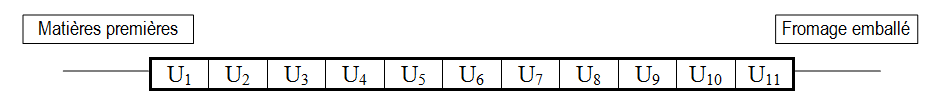 Matières premières
Fromage emballé
U₁ U₂ U₃ U₄ U₅ U₆ U₇ U₈ U₉ U₁₀ U₁₁